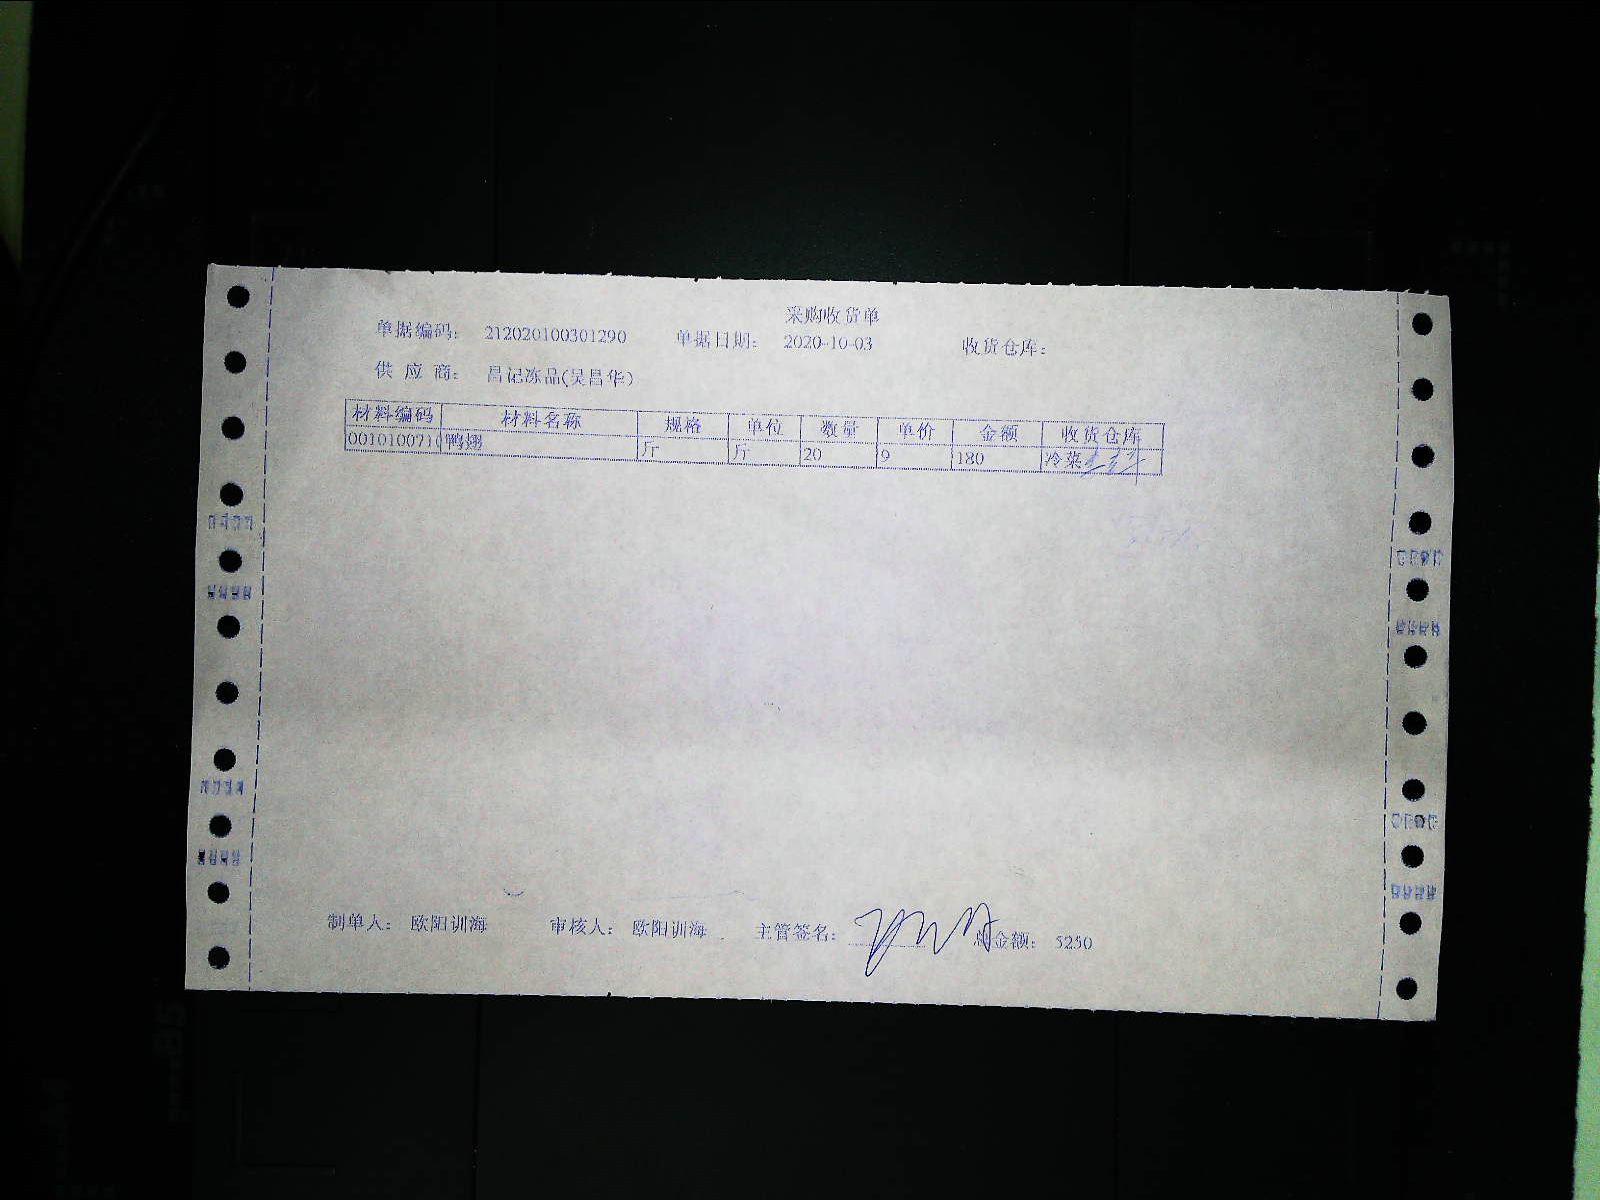 采购收货单
单据编码： 212020100301290 单据日期： 2020-10-03 收货仓库：
供 应 商： 昌记冻品(吴昌华)
材料编码 材料名称 规格 单位 数量 单价 金额 收货仓库
0010100710 鸭翅 斤 斤 20 9 180 冷菜
制单人： 欧阳训海 审核人： 欧阳训海 主管签名： 总金额： 5250